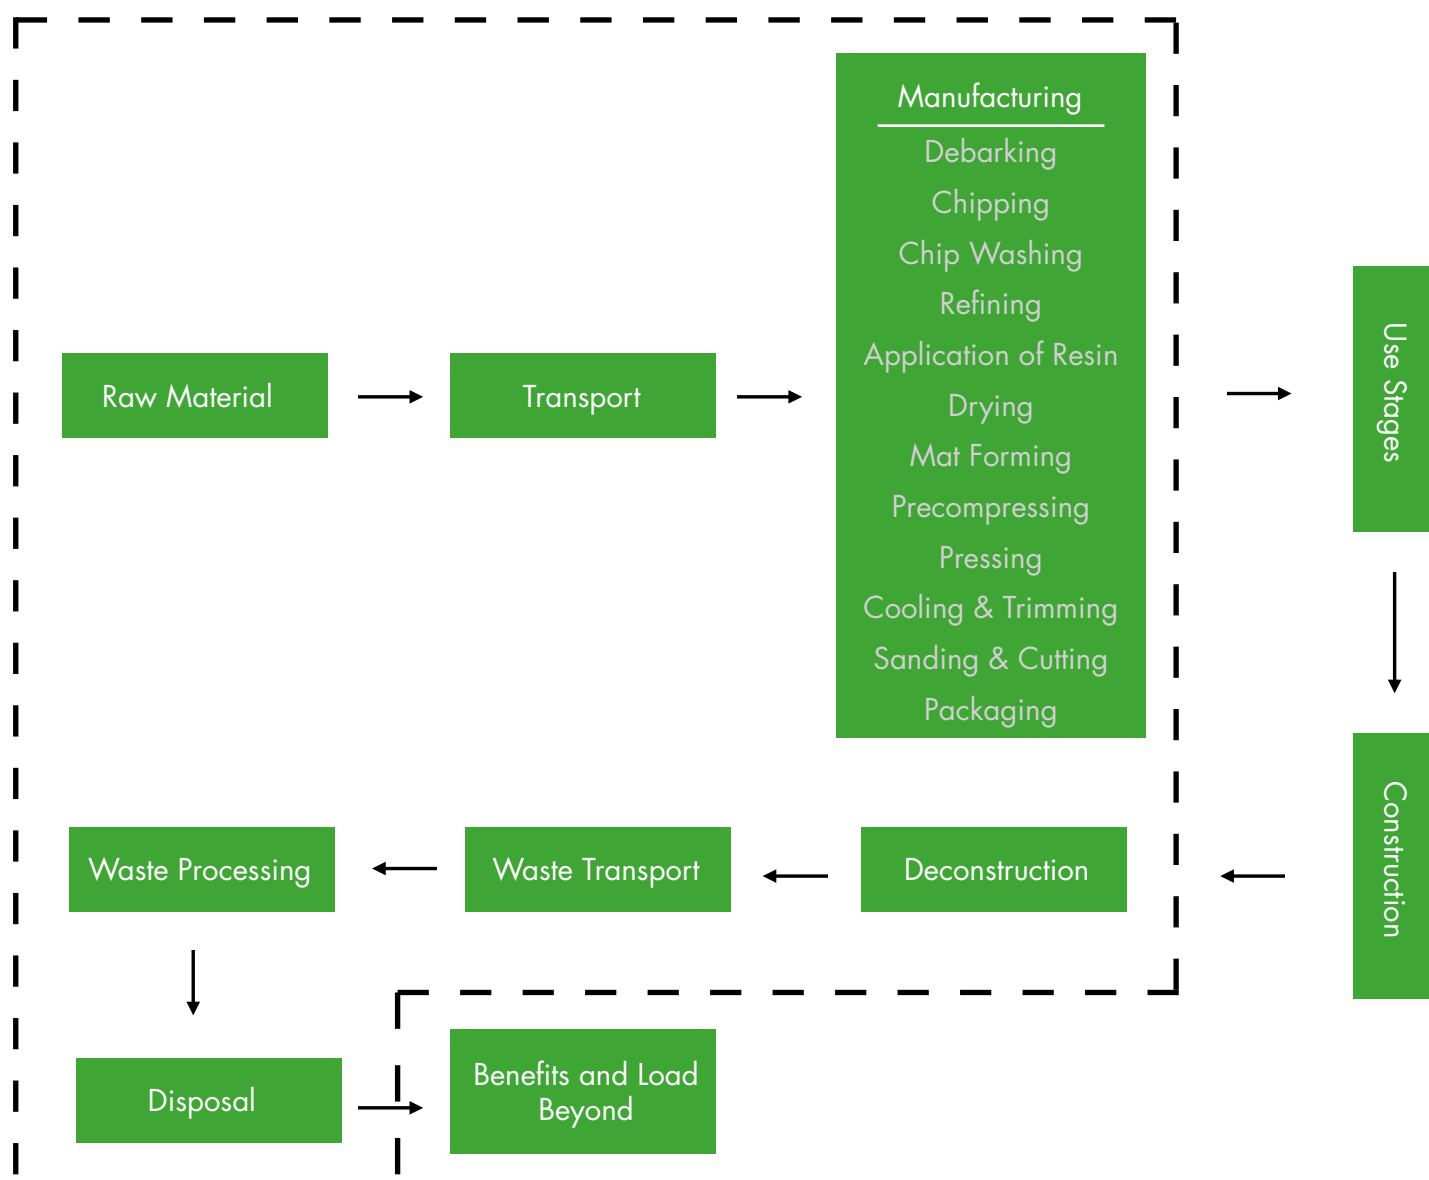 Manufacturing
Debarking
Chipping
Chip Washing
Refining
Application of Resin
Drying
Mat Forming
Precompressing
Pressing
Cooling & Trimming
Sanding & Cutting
Packaging
Raw Material
Transport
Use Stages
Construction
Waste Processing
Waste Transport
Deconstruction
Disposal
Benefits and Load
Beyond